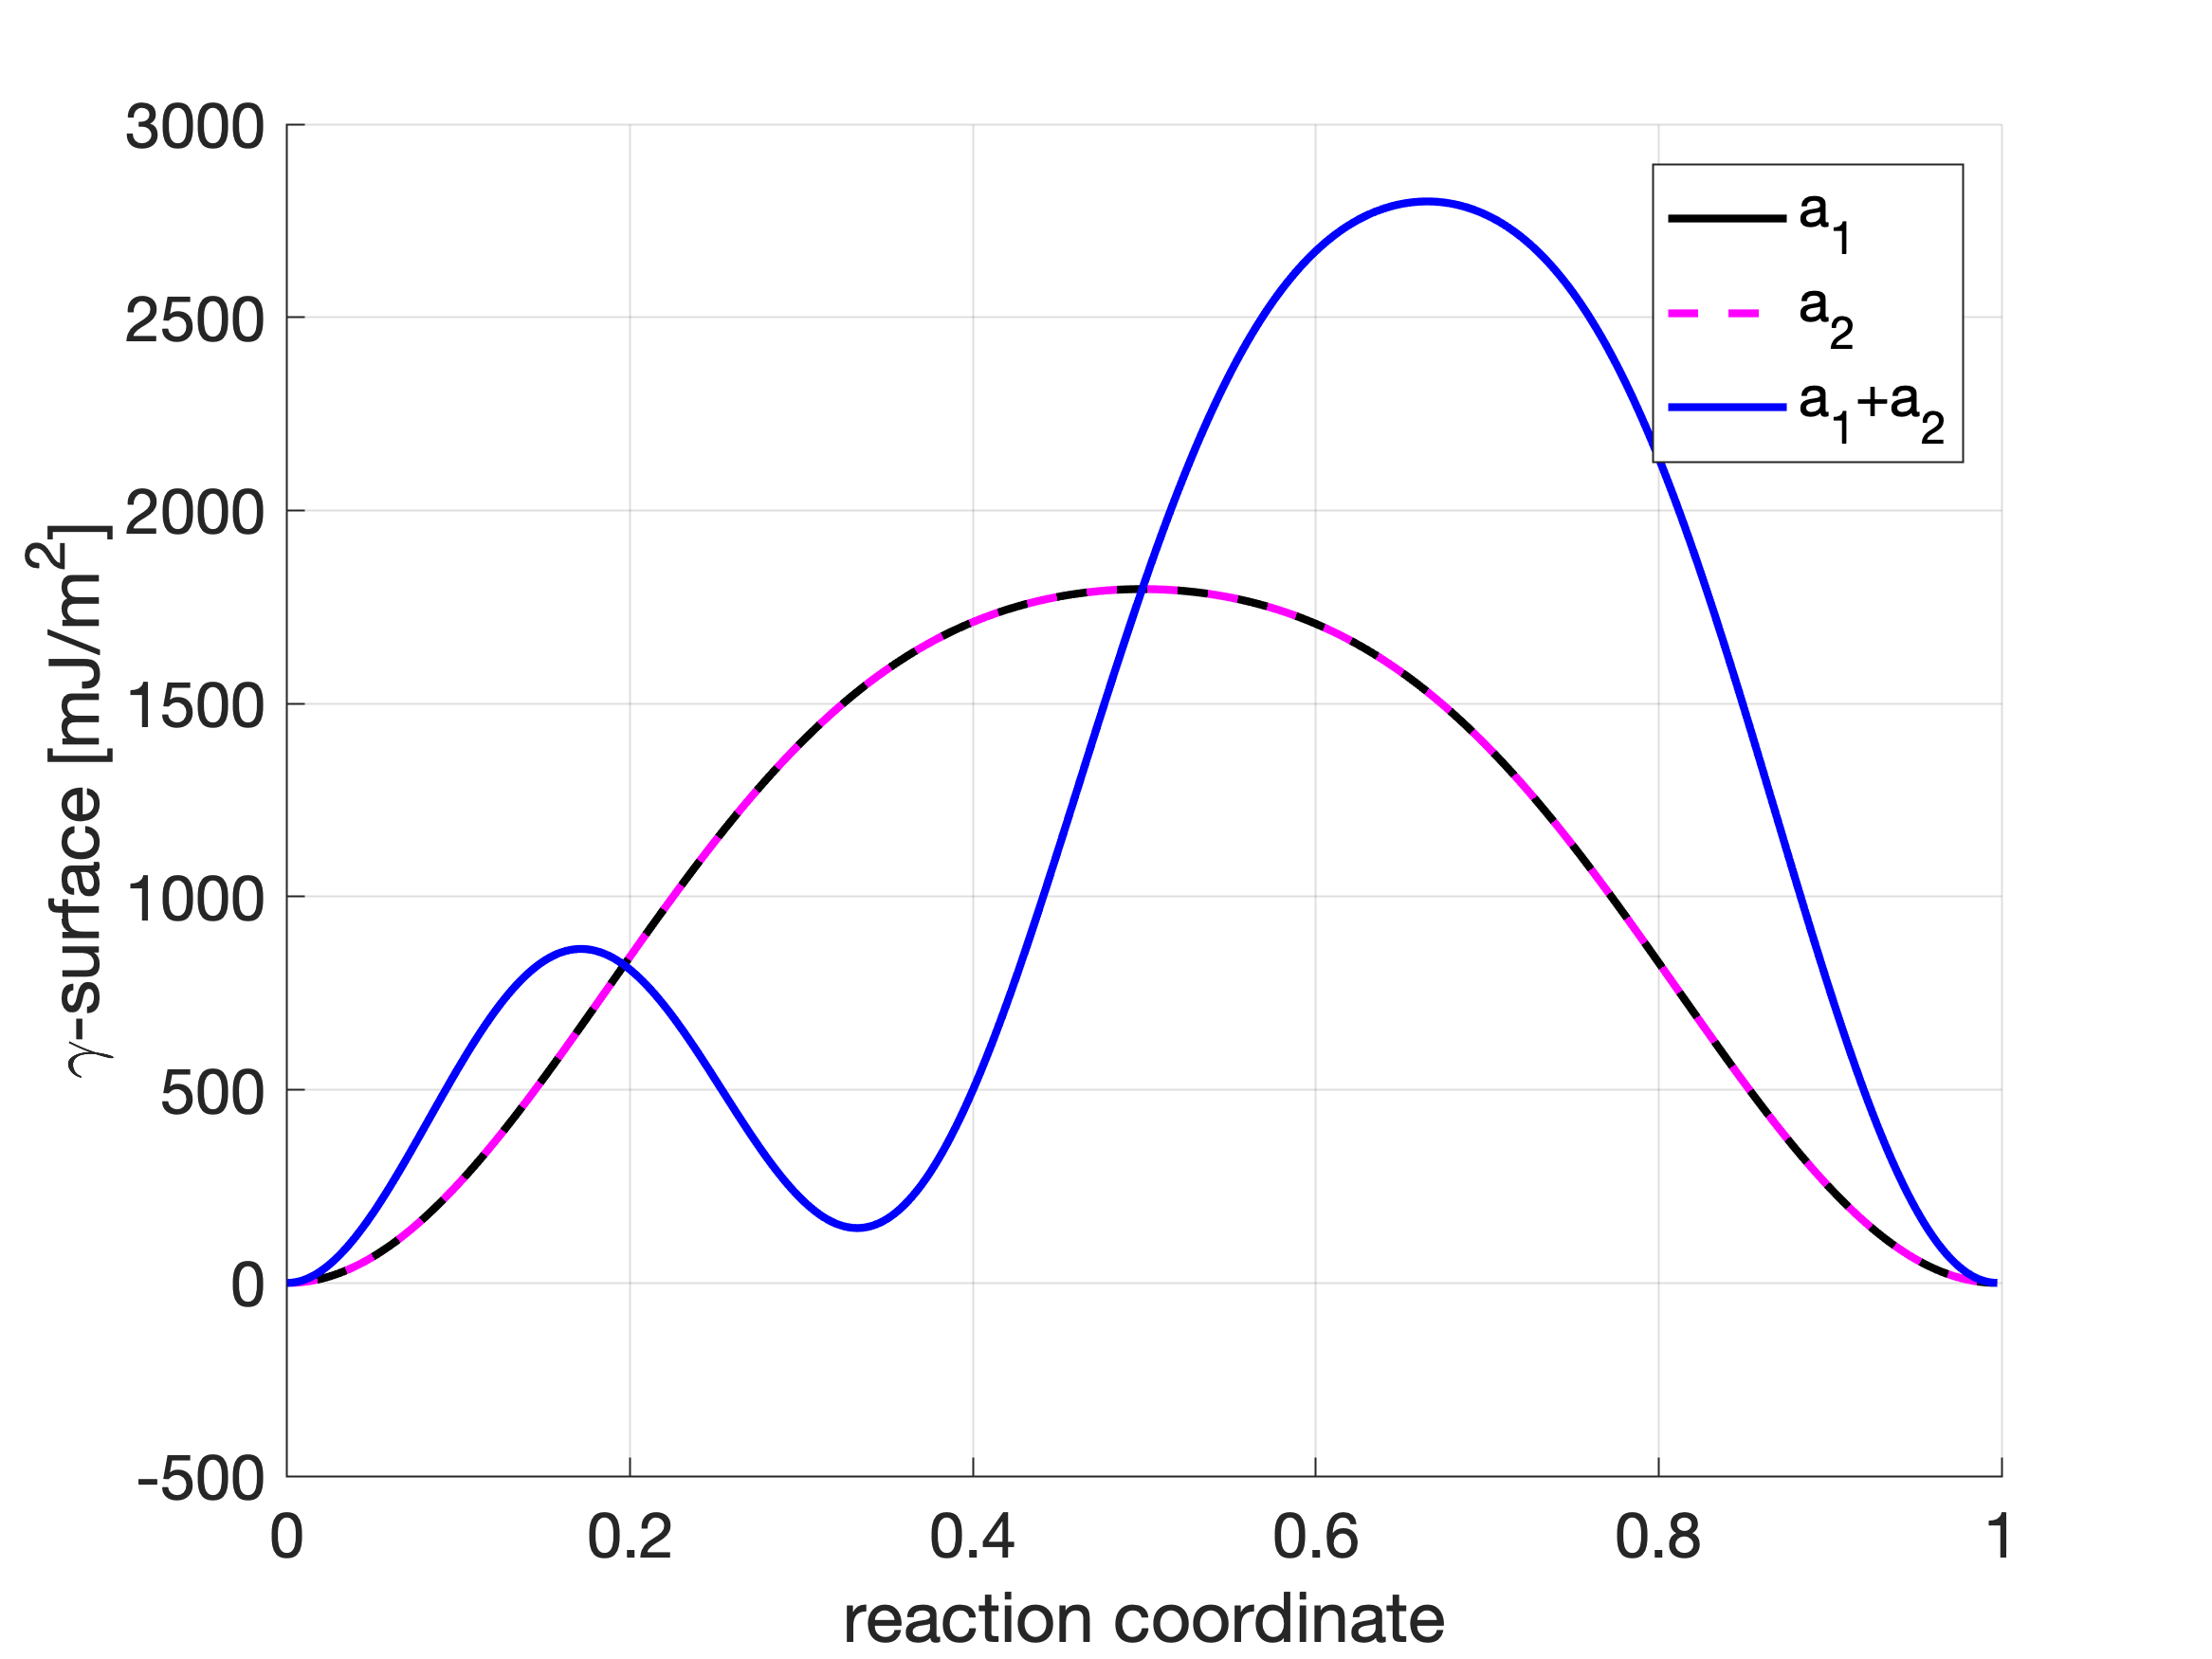 3000
2500
2000
1500
1000
500
0
-500
γ-surface [mJ/m²]
a₁
a₂
a₁+a₂
0 0.2 0.4 0.6 0.8 1
reaction coordinate